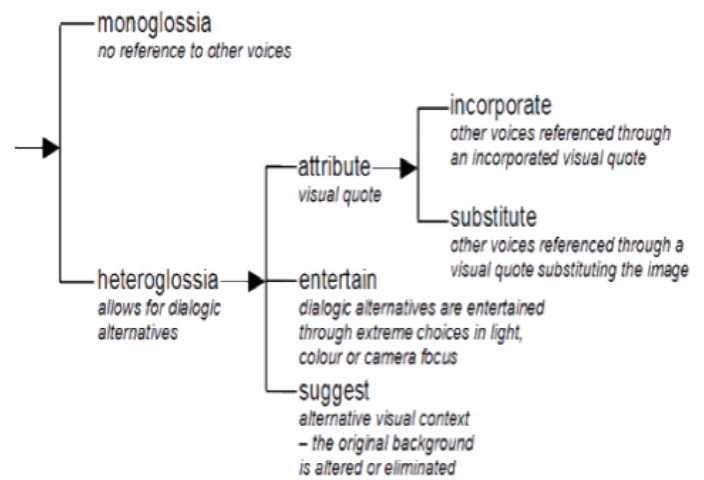 monoglossia
no reference to other voices
incorporate
other voices referenced through
an incorporated visual quote
attribute
visual quote
substitute
other voices referenced through a
visual quote substituting the image
heteroglossia
allows for dialogic
alternatives
entertain
dialogic alternatives are entertained
through extreme choices in light,
colour or camera focus
suggest
alternative visual context
– the original background
is altered or eliminated